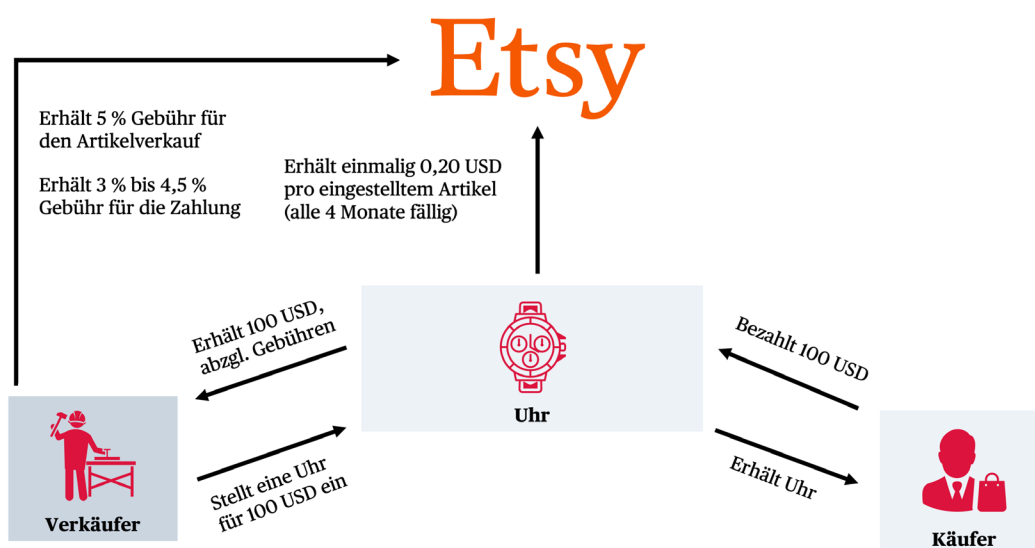 Etsy
Erhält 5 % Gebühr für
den Artikelverkauf
Erhält 3 % bis 4,5 %
Gebühr für die Zahlung
Erhält einmalig 0,20 USD
pro eingestelltem Artikel
(alle 4 Monate fällig)
Erhält 100 USD,
abzgl. Gebühren
Bezahlt 100 USD
Uhr
Stellt eine Uhr
für 100 USD ein
Erhält Uhr
Verkäufer
Käufer